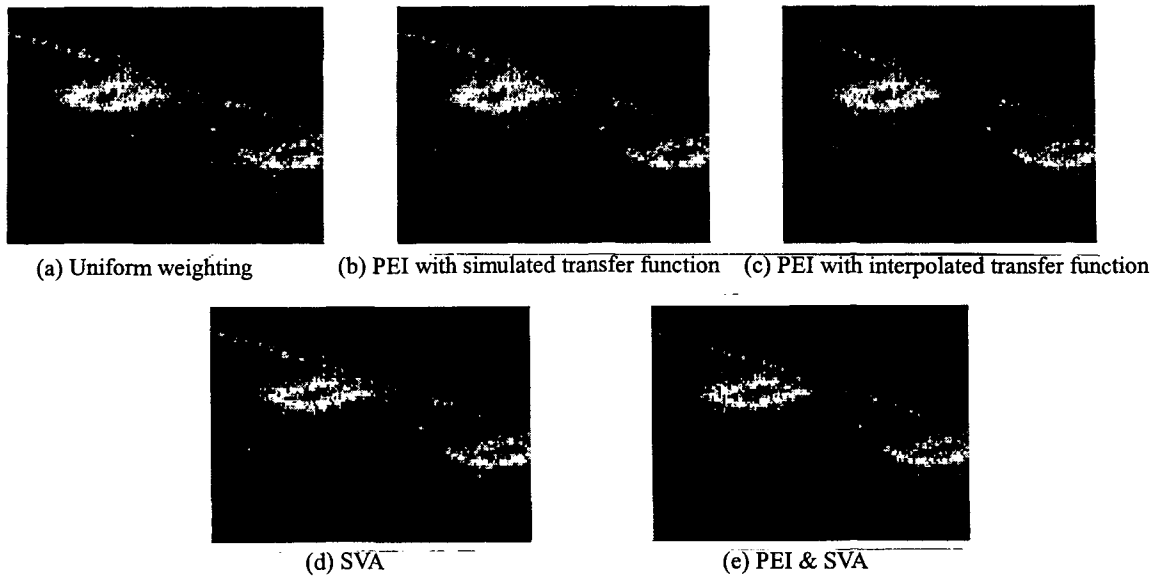 (a) Uniform weighting
(b) PEI with simulated transfer function
(c) PEI with interpolated transfer function
(d) SVA
(e) PEI & SVA